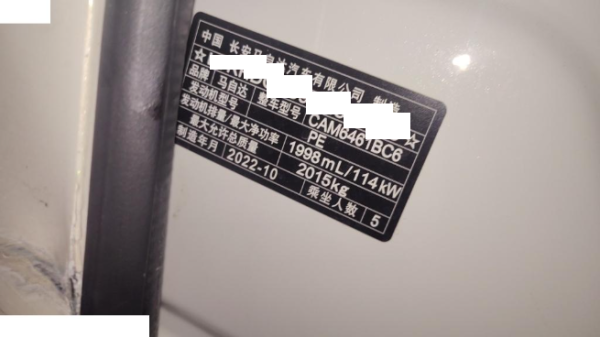 中国 长安马自达汽车有限公司 制造
☆ ☆
品牌 马自达 整车型号 CAM6461BC6
发动机型号 PE
发动机排量/最大净功率 1998mL/114kW
最大允许总质量 2015kg
制造年月 2022-10 乘坐人数 5